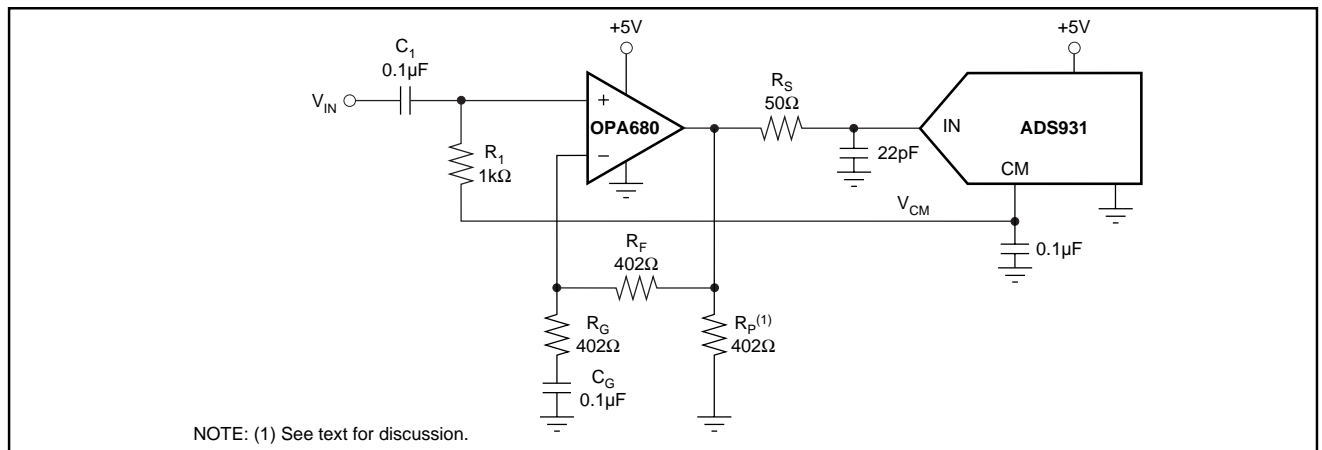 +5V
+5V
C1
0.1µF
RS
50Ω
VIN
+
OPA680
–
IN
ADS931
22pF
R1
1kΩ
CM
VCM
RF
402Ω
0.1µF
RG
402Ω
RP(1)
402Ω
CG
0.1µF
NOTE: (1) See text for discussion.